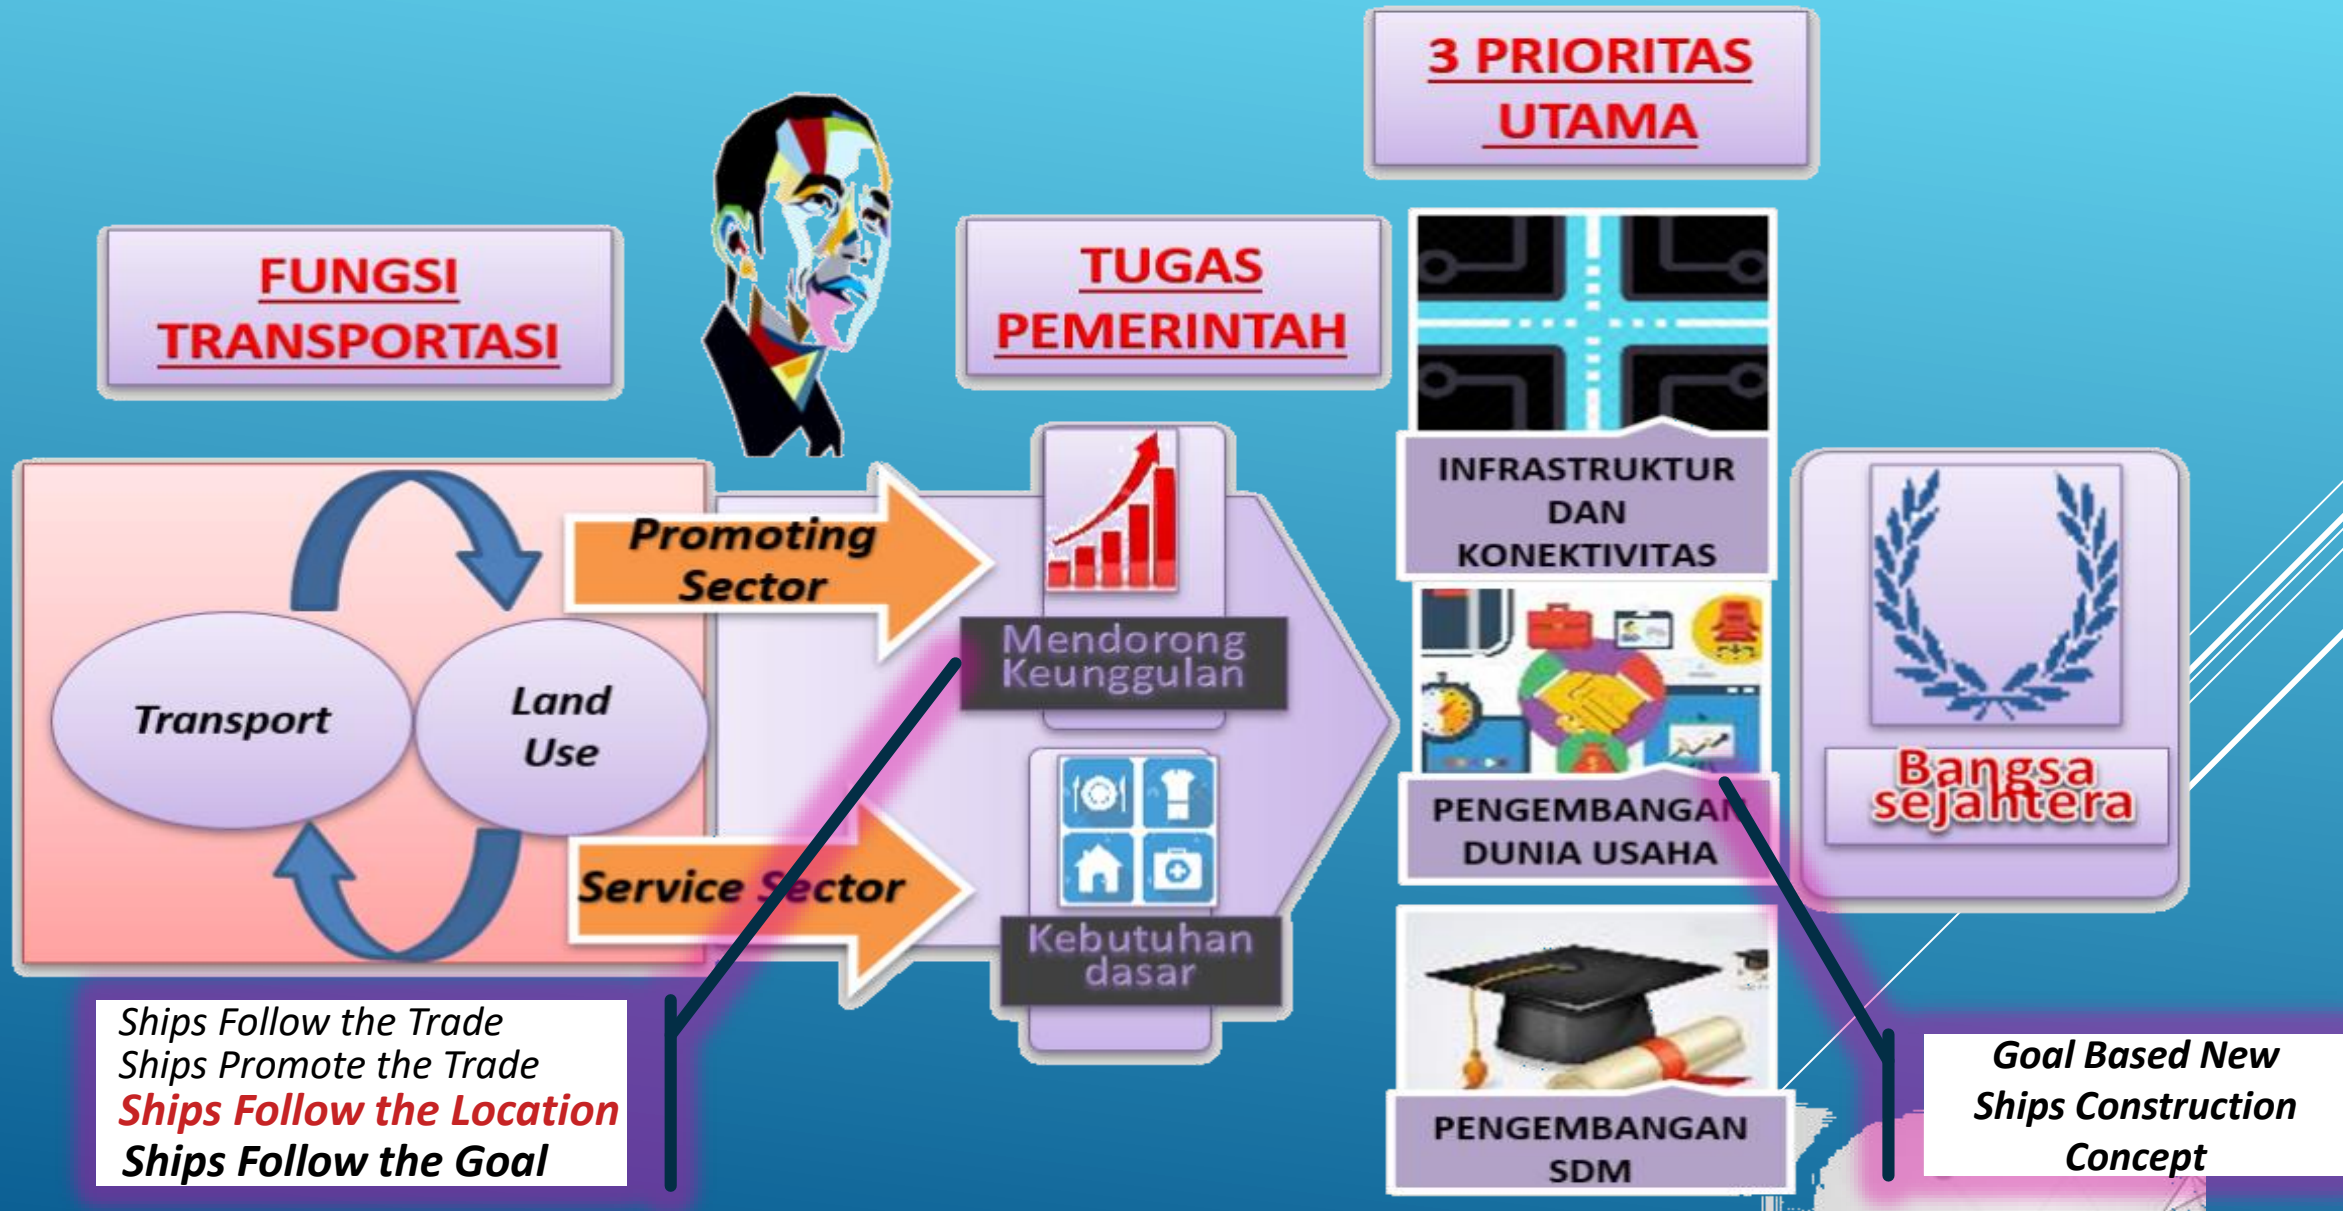 3 PRIORITAS
UTAMA
FUNGSI
TRANSPORTASI
TUGAS
PEMERINTAH
Promoting
Sector
Transport
Land
Use
Service Sector
Mendorong
Keunggulan
Kebutuhan
dasar
INFRASTRUKTUR
DAN
KONEKTIVITAS
PENGEMBANGAN
DUNIA USAHA
PENGEMBANGAN
SDM
Bangsa
sejahtera
Ships Follow the Trade
Ships Promote the Trade
Ships Follow the Location
Ships Follow the Goal
Goal Based New
Ships Construction
Concept